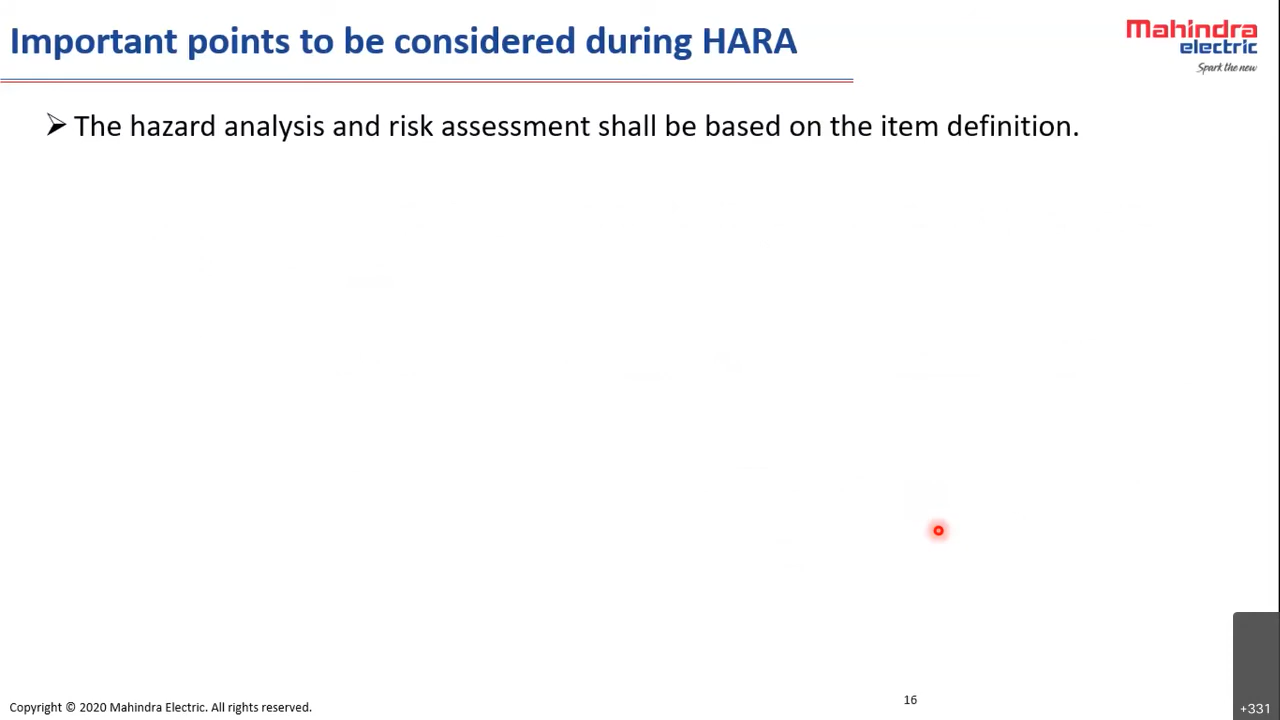 Important points to be considered during HARA
Mahindra
electric
Spark the new
➢ The hazard analysis and risk assessment shall be based on the item definition.
Copyright © 2020 Mahindra Electric. All rights reserved.
16
+331